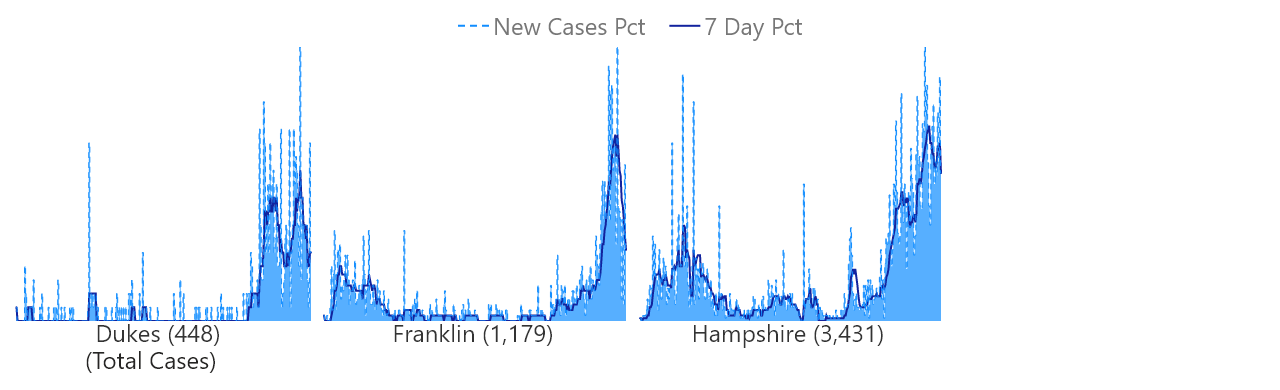 New Cases Pct 7 Day Pct
Dukes (448) Franklin (1,179) Hampshire (3,431)
(Total Cases)